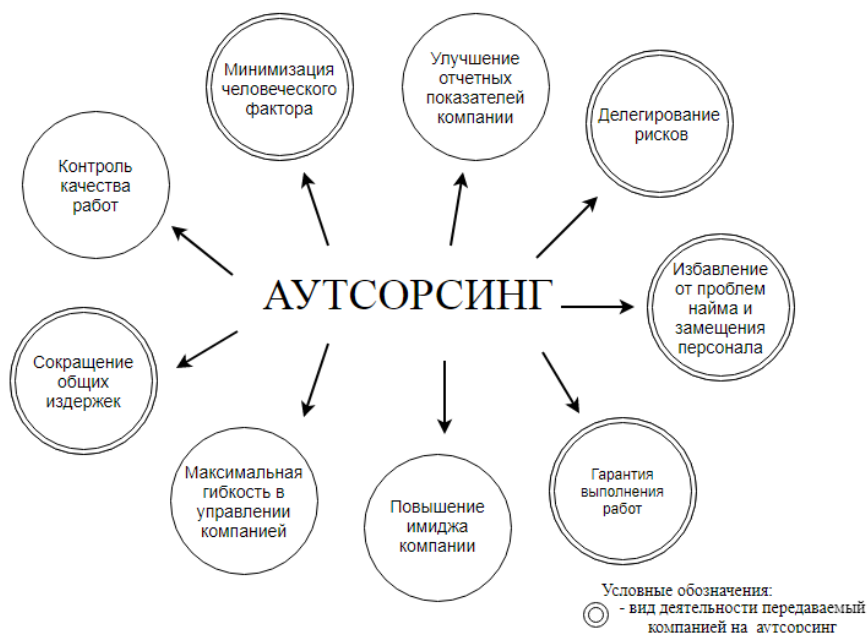 Минимизация
человеческого
фактора
Улучшение
отчетных
показателей
компании
Делегирование
рисков
Контроль
качества
работ
АУТСОРСИНГ
Избавление
от проблем
найма и
замещения
персонала
Сокращение
общих
издержек
Максимальная
гибкость в
управлении
компанией
Повышение
имиджа
компании
Гарантия
выполнения
работ
Условные обозначения:
- вид деятельности передаваемый
компанией на аутсорсинг